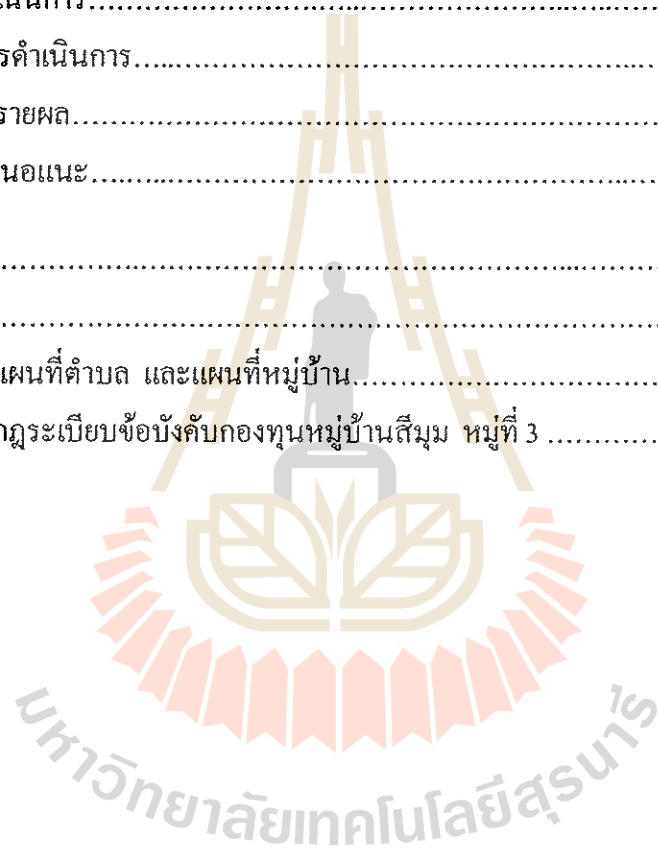 เนินการ........................................................
รดำเนินการ........................................................
รายผล........................................................
นอแนะ........................................................
........................................................
........................................................
แผนที่ตำบล และแผนที่หมู่บ้าน........................................
กฎระเบียบข้อบังคับกองทุนหมู่บ้านสีมุม หมู่ที่ 3 .............
มหาวิทยาลัยเทคโนโลยีสุรนารี